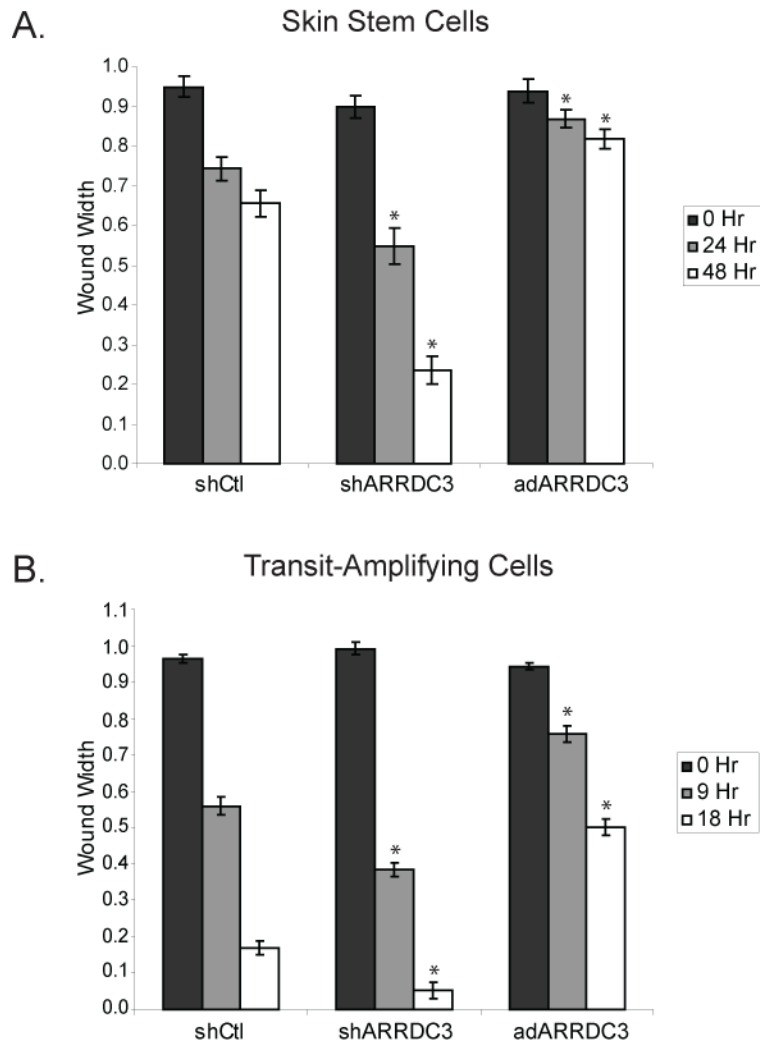 A.
Skin Stem Cells
1.0
0.9
0.8
0.7
0.6
0.5
0.4
0.3
0.2
0.1
0.0
Wound Width
* * * *
shCtl shARRDC3 adARRDC3
0 Hr
24 Hr
48 Hr
B.
Transit-Amplifying Cells
1.1
1.0
0.9
0.8
0.7
0.6
0.5
0.4
0.3
0.2
0.1
0.0
Wound Width
* * * *
shCtl shARRDC3 adARRDC3
0 Hr
9 Hr
18 Hr